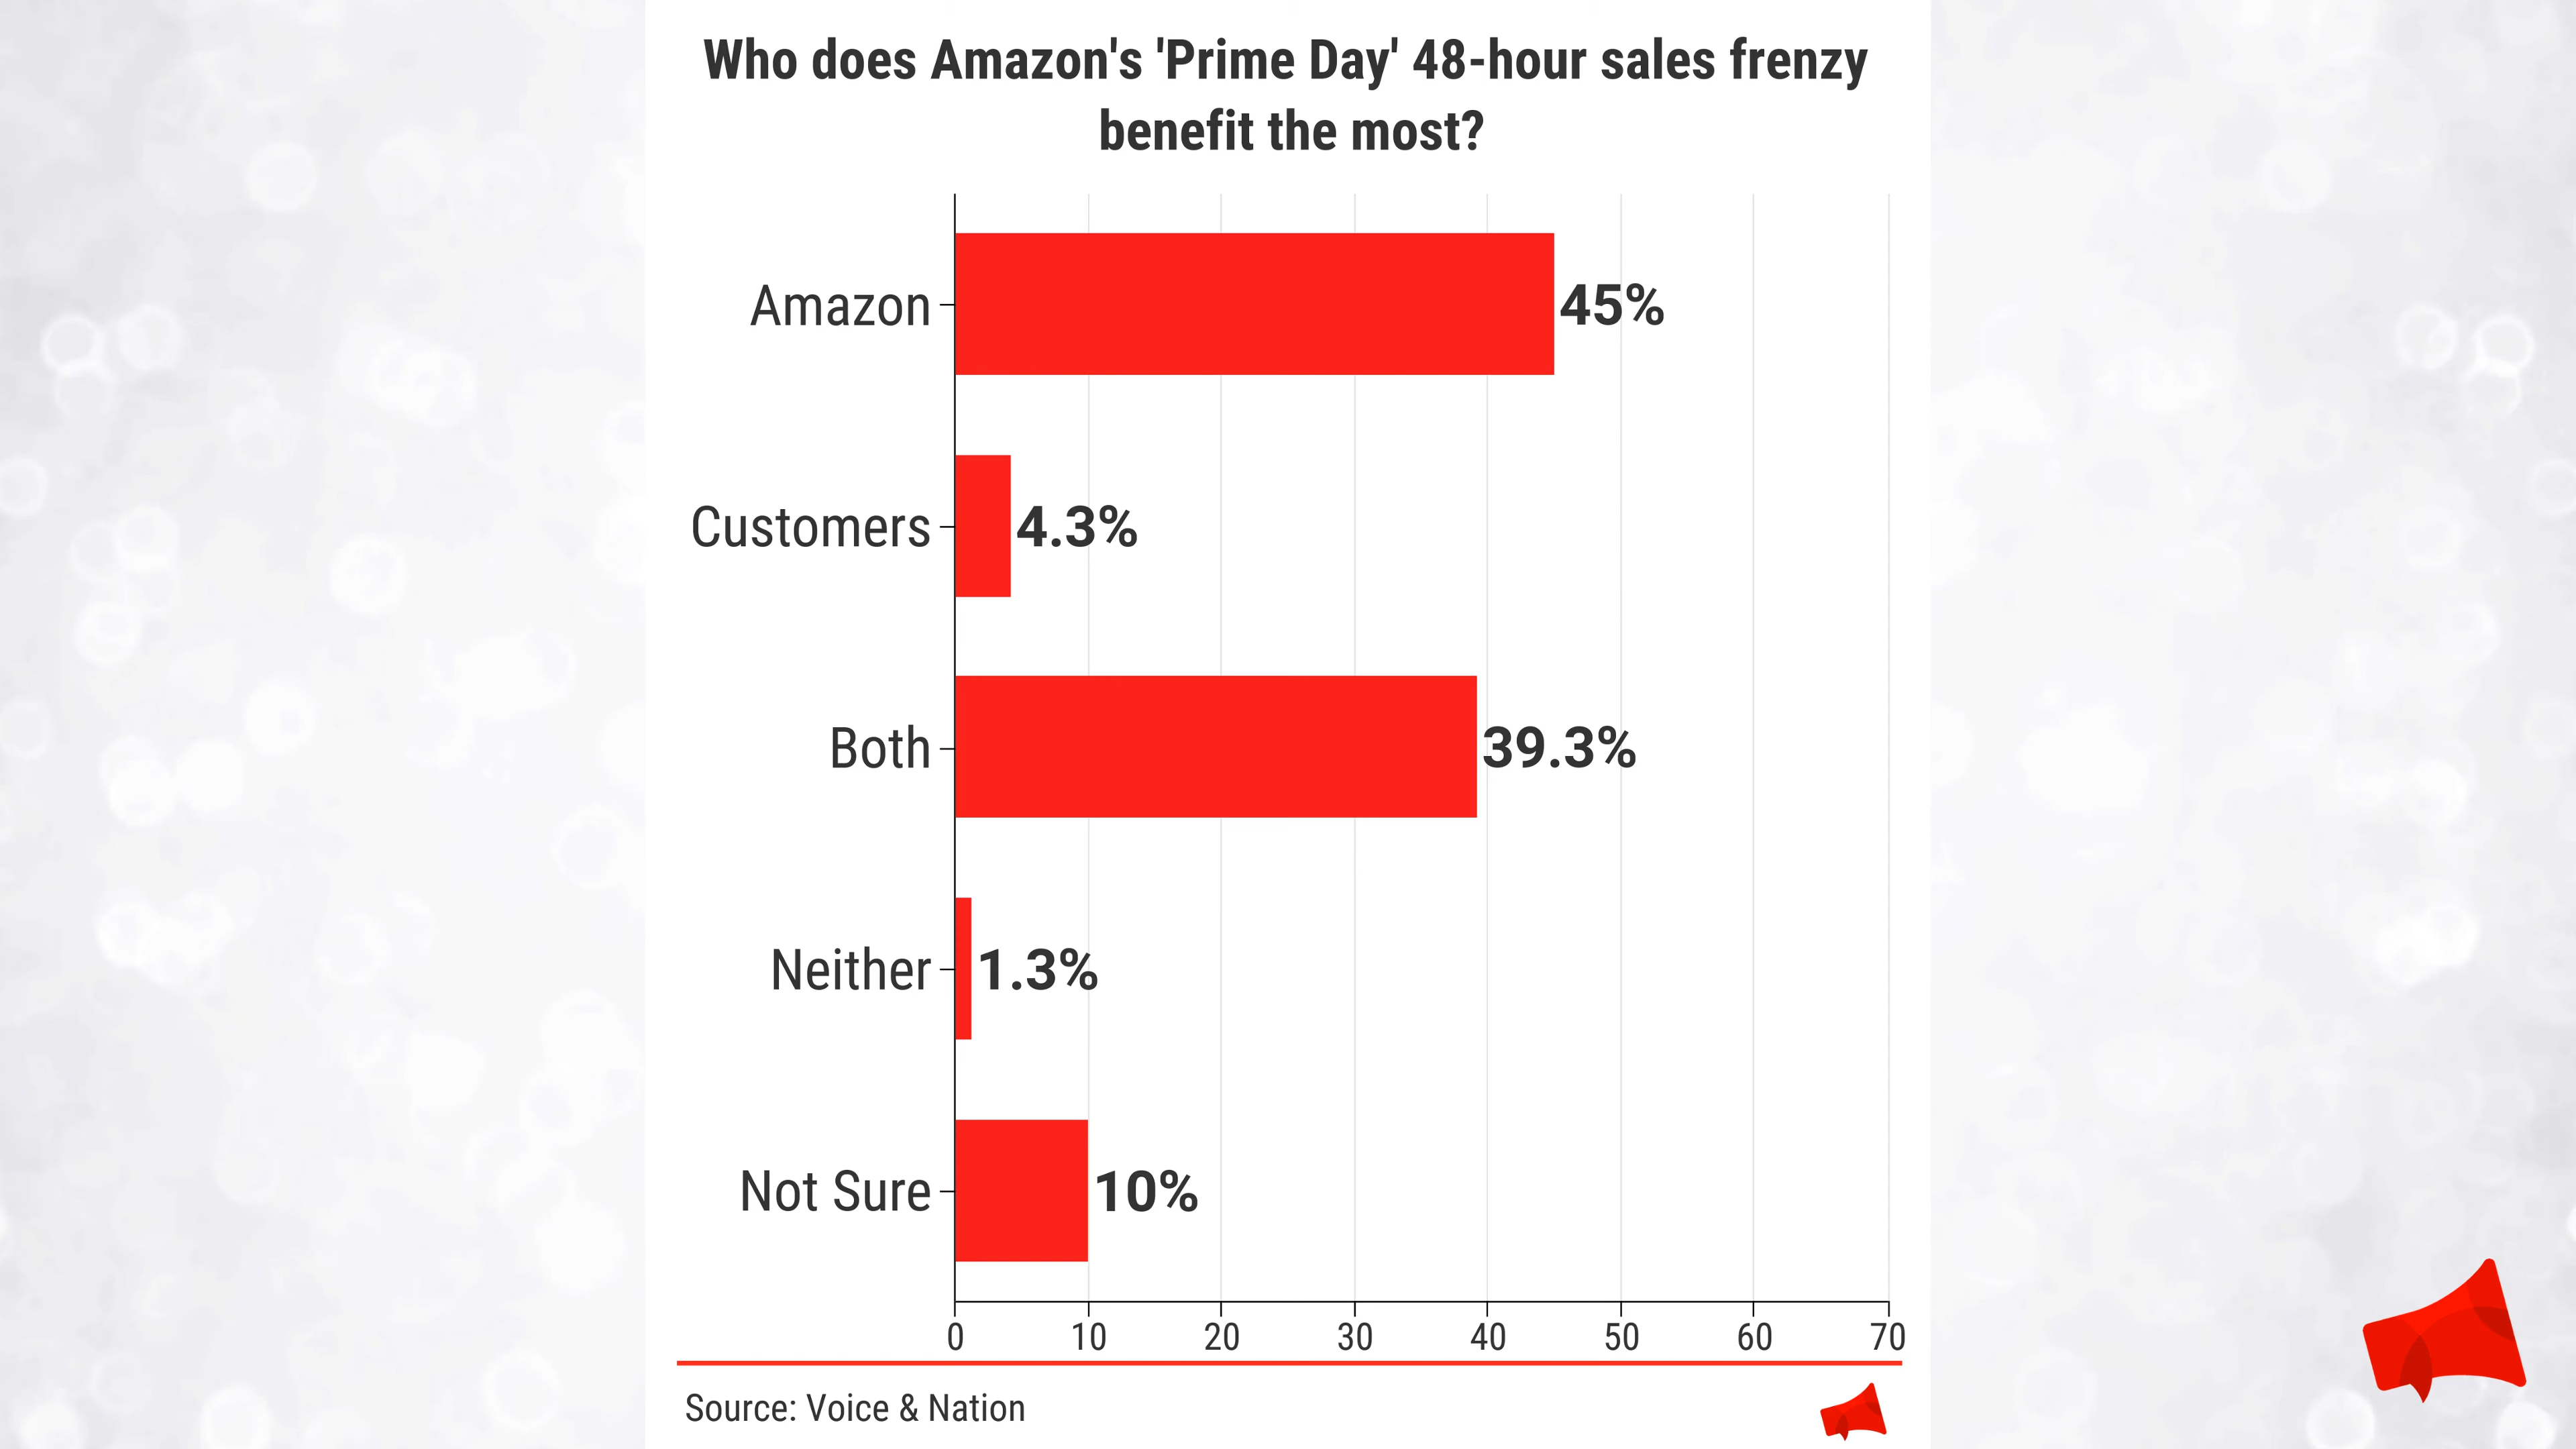 Who does Amazon's 'Prime Day' 48-hour sales frenzy
benefit the most?
Amazon 45%
Customers 4.3%
Both 39.3%
Neither 1.3%
Not Sure 10%
0 10 20 30 40 50 60 70
Source: Voice & Nation